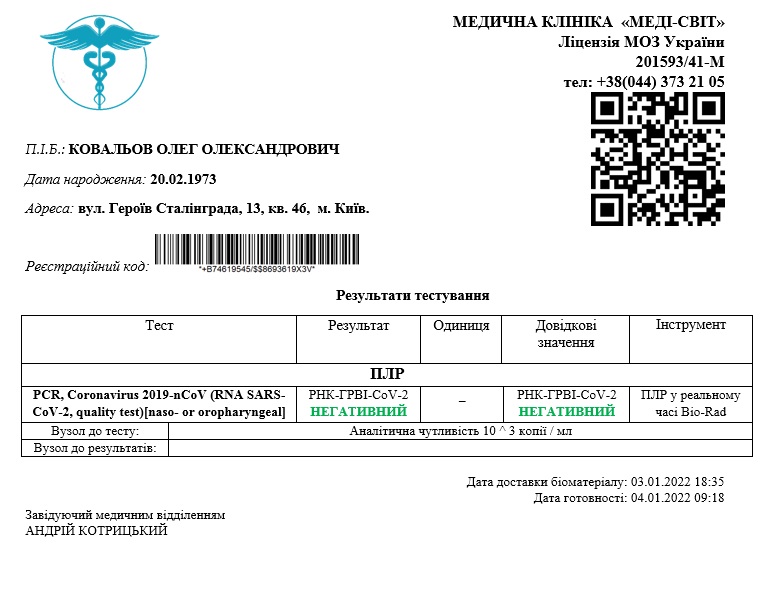 МЕДИЧНА КЛІНІКА «МЕДІ-СВІТ»
Ліцензія МОЗ України
201593/41-М
тел: +38(044) 373 21 05
П.І.Б.: КОВАЛЬОВ ОЛЕГ ОЛЕКСАНДРОВИЧ
Дата народження: 20.02.1973
Адреса: вул. Героїв Сталінграда, 13, кв. 46, м. Київ.
Реєстраційний код:
*+B74619545/$$8693619X3V*
Результати тестування
Тест Результат Одиниця Довідкові значення Інструмент
ПЛР
PCR, Coronavirus 2019-nCoV (RNA SARS- РНК-ГРВІ-CoV-2 – РНК-ГРВІ-CoV-2 ПЛР у реальному
CoV-2, quality test)[naso- or oropharyngeal] НЕГАТИВНИЙ НЕГАТИВНИЙ часі Bio-Rad
Вузол до тесту: Аналітична чутливість 10 ^ 3 копії / мл
Вузол до результатів:
Дата доставки біоматеріалу: 03.01.2022 18:35
Дата готовності: 04.01.2022 09:18
Завідуючий медичним відділенням
АНДРІЙ КОТРИЦЬКИЙ